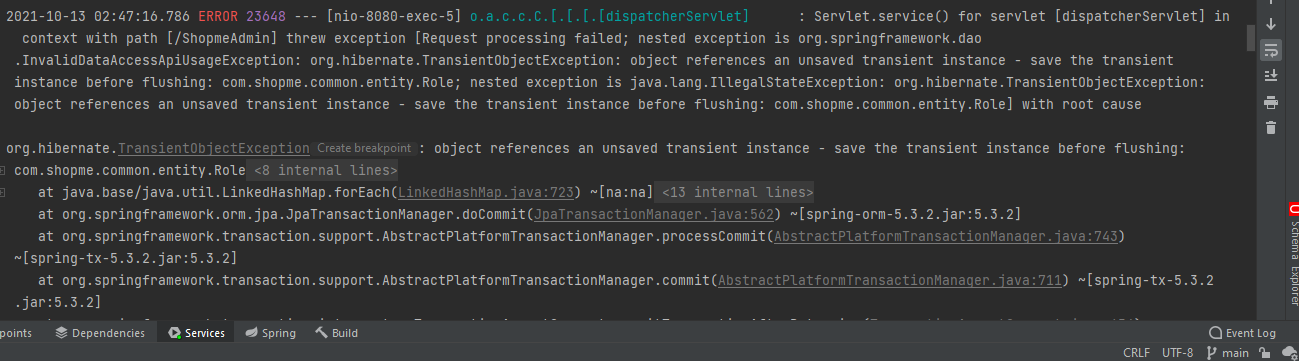 2021-10-13 02:47:16.786 ERROR 23648 --- [nio-8080-exec-5] o.a.c.c.C.[.[.[.[dispatcherServlet]      : Servlet.service() for servlet [dispatcherServlet] in
context with path [/ShopmeAdmin] threw exception [Request processing failed; nested exception is org.springframework.dao
.InvalidDataAccessApiUsageException: org.hibernate.TransientObjectException: object references an unsaved transient
instance - save the transient instance before flushing: com.shopme.common.entity.Role; nested exception is java.lang.IllegalStateException: org.hibernate.TransientObjectException:
object references an unsaved transient instance - save the transient instance before flushing: com.shopme.common.entity.Role] with root cause
org.hibernate.TransientObjectException Create breakpoint : object references an unsaved transient instance - save the transient instance before flushing:
com.shopme.common.entity.Role <8 internal lines>
at java.base/java.util.LinkedHashMap.forEach(LinkedHashMap.java:723) ~[na:na] <13 internal lines>
at org.springframework.orm.jpa.JpaTransactionManager.doCommit(JpaTransactionManager.java:562) ~[spring-orm-5.3.2.jar:5.3.2]
at org.springframework.transaction.support.AbstractPlatformTransactionManager.processCommit(AbstractPlatformTransactionManager.java:743)
~[spring-tx-5.3.2.jar:5.3.2]
at org.springframework.transaction.support.AbstractPlatformTransactionManager.commit(AbstractPlatformTransactionManager.java:711) ~[spring-tx-5.3.2
.jar:5.3.2]
Schema Explorer
points Dependencies Services Spring Build Event Log
CRLF UTF-8 main